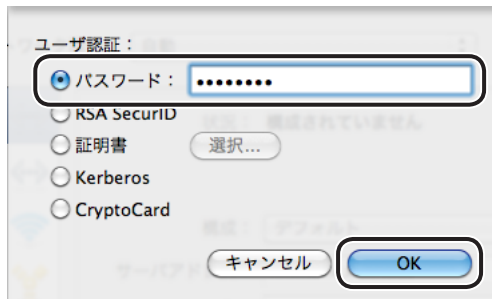 ユーザ認証：
パスワード： ••••••••
RSA SecurID
証明書 選択...
Kerberos
CryptoCard
キャンセル OK